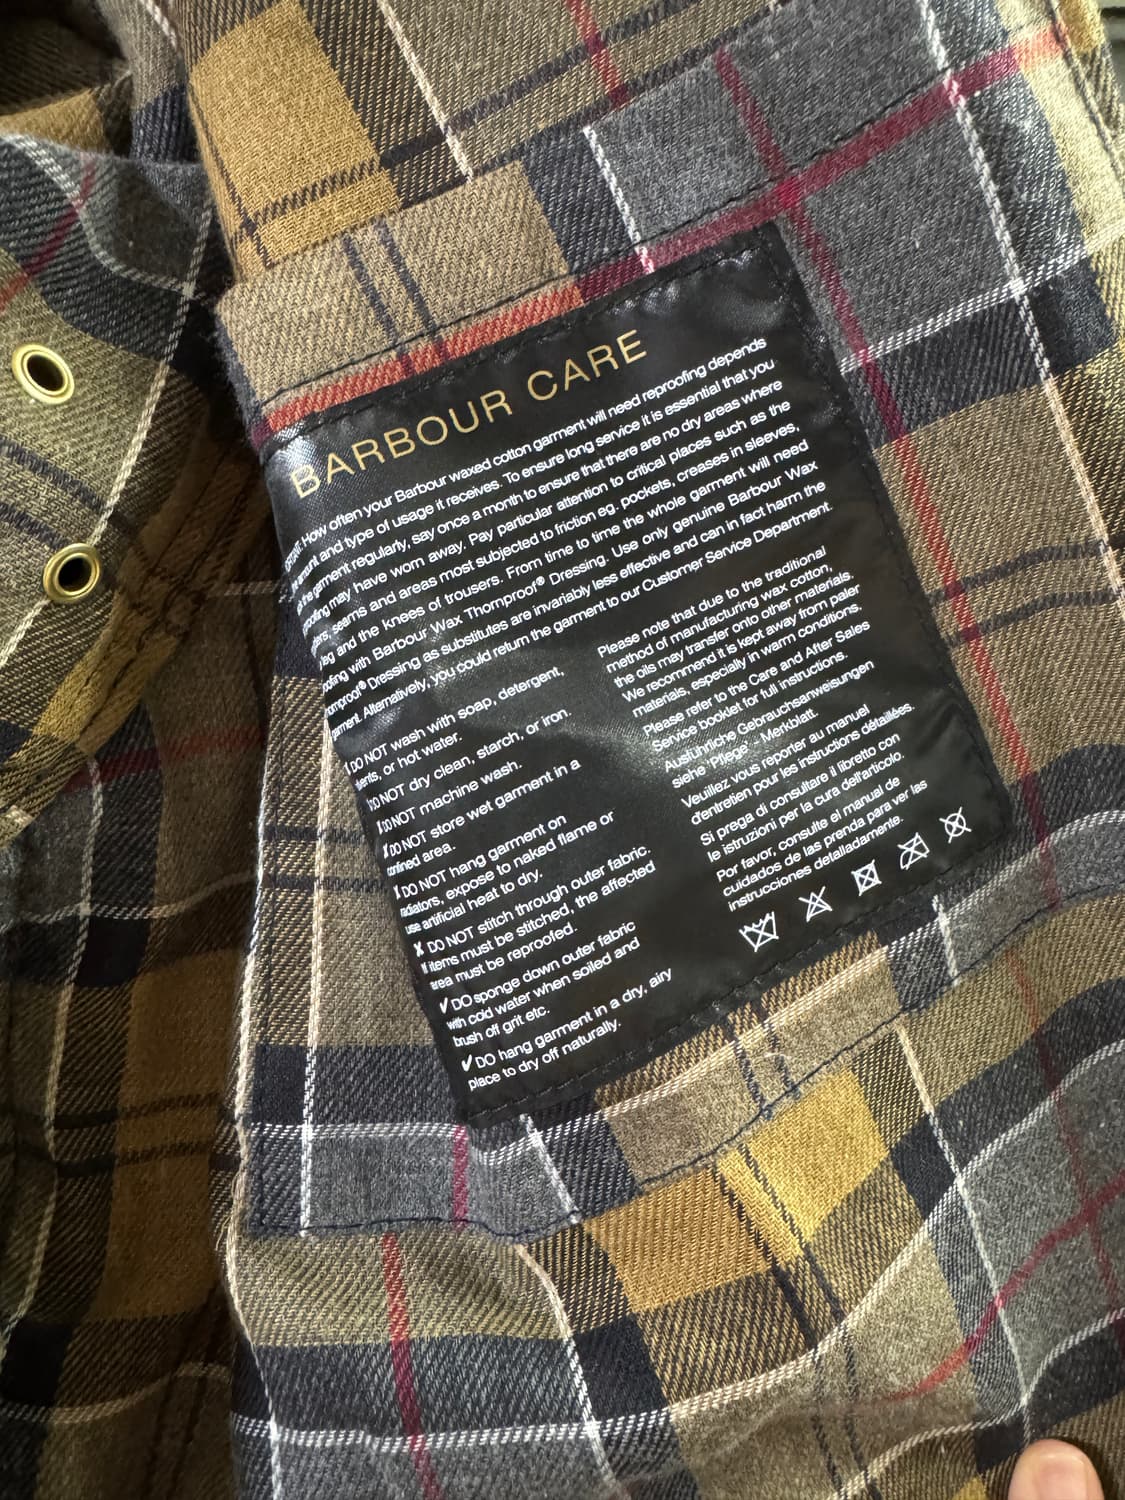 BARBOUR CARE
How often your Barbour waxed cotton garment will need reproofing depends
and type of usage it receives. To ensure long service it is essential that you
garment regularly, say once a month to ensure that there are no dry areas where
may have worn away. Pay particular attention to critical places such as the
seams and areas most subjected to friction eg. pockets, creases in sleeves,
and the knees of trousers. From time to time the whole garment will need
with Barbour Wax Thornproof® Dressing. Use only genuine Barbour Wax
Dressing as substitutes are invariably less effective and can in fact harm the
Alternatively, you could return the garment to our Customer Service Department.
DO NOT wash with soap, detergent,
or hot water.
DO NOT dry clean, starch, or iron.
DO NOT machine wash.
DO NOT store wet garment in a
confined area.
X DO NOT hang garment on
radiators, expose to naked flame or
use artificial heat to dry.
X DO NOT stitch through outer fabric.
If items must be stitched, the affected
area must be reproofed.
✓ DO sponge down outer fabric
with cold water when soiled and
brush off grit etc.
✓ DO hang garment in a dry, airy
place to dry off naturally.
Please note that due to the traditional
method of manufacturing wax cotton,
the oils may transfer onto other materials.
We recommend it is kept away from paler
materials, especially in warm conditions.
Please refer to the Care and After Sales
Service booklet for full instructions.
Ausführliche Gebrauchsanweisungen
siehe "Pflege" - Merkblatt.
Veuillez vous reporter au manuel
d'entretien pour les instructions détaillées.
Si prega di consultare il libretto con
le istruzioni per la cura dell'articolo.
Por favor, consulte el manual de
cuidados de las prenda para ver las
instrucciones detalladamente.